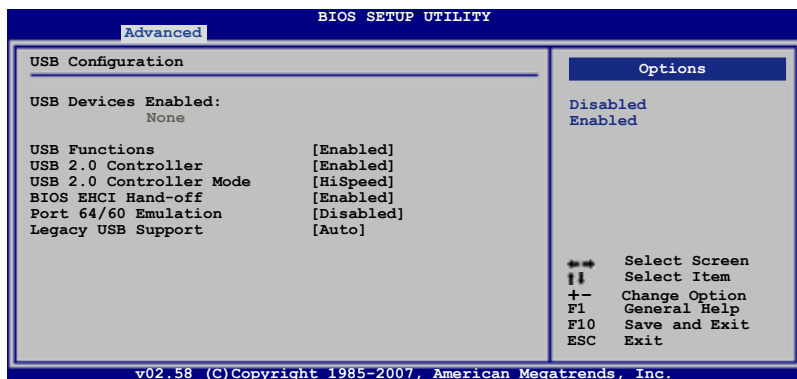 BIOS SETUP UTILITY
Advanced
USB Configuration
USB Devices Enabled:
None
USB Functions [Enabled]
USB 2.0 Controller [Enabled]
USB 2.0 Controller Mode [HiSpeed]
BIOS EHCI Hand-off [Enabled]
Port 64/60 Emulation [Disabled]
Legacy USB Support [Auto]
Options
Disabled
Enabled
←→ Select Screen
↑↓ Select Item
+- Change Option
F1 General Help
F10 Save and Exit
ESC Exit
v02.58 (C)Copyright 1985-2007, American Megatrends, Inc.